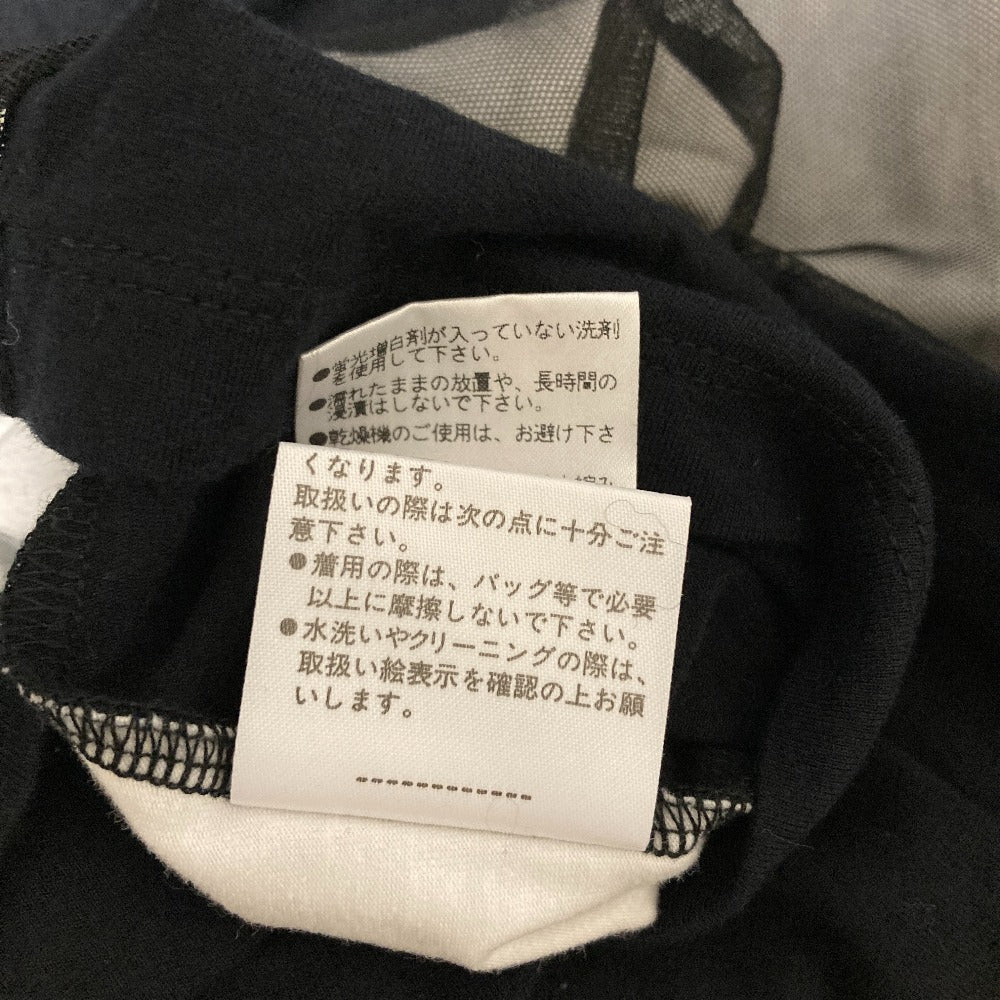 ●蛍光増白剤が入っていない洗剤
を使用して下さい。
●濡れたままの放置や、長時間の
浸漬はしないで下さい。
●乾燥機のご使用は、お避け下さ
くなります。
取扱いの際は次の点に十分ご注
意下さい。
●着用の際は、バッグ等で必要
以上に摩擦しないで下さい。
●水洗いやクリーニングの際は、
取扱い絵表示を確認の上お願
いします。